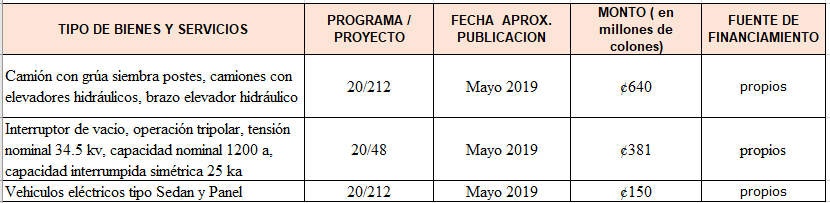 TIPO DE BIENES Y SERVICIOS
PROGRAMA /
PROYECTO
FECHA APROX.
PUBLICACION
MONTO ( en
millones de
colones)
FUENTE DE
FINANCIAMIENTO
Camión con grúa siembra postes, camiones con
elevadores hidráulicos, brazo elevador hidráulico
20/212
Mayo 2019
¢640
propios
Interruptor de vacío, operación tripolar, tensión
nominal 34.5 kv, capacidad nominal 1200 a,
capacidad interrumpida simétrica 25 ka
20/48
Mayo 2019
¢381
propios
Vehiculos eléctricos tipo Sedan y Panel
20/212
Mayo 2019
¢150
propios